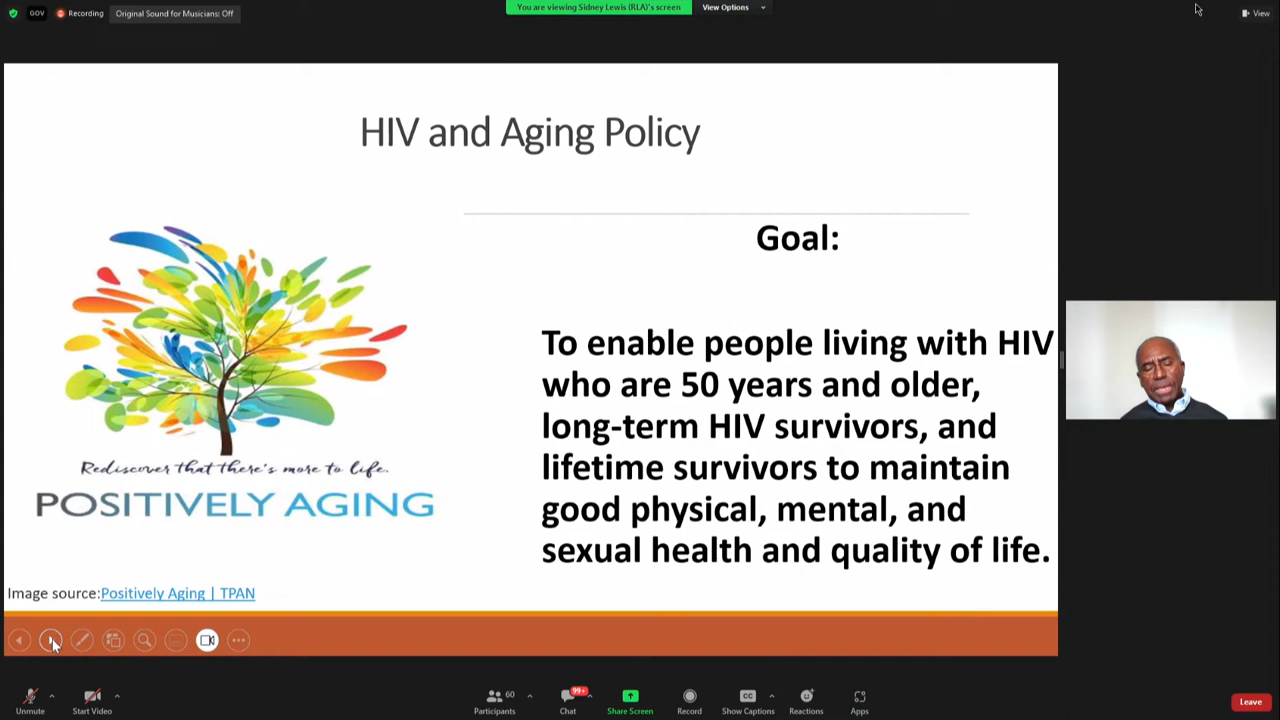 GOV
Recording
Original Sound for Musicians: Off
You are viewing Sidney Lewis (RLA)'s screen
View Options
View
HIV and Aging Policy
Goal:
To enable people living with HIV
who are 50 years and older,
long-term HIV survivors, and
lifetime survivors to maintain
good physical, mental, and
sexual health and quality of life.
Rediscover that there's more to life.
POSITIVELY AGING
Image source:Positively Aging | TPAN
Unmute
Start Video
Participants
60
Chat
99+
Share Screen
Record
CC
Show Captions
Reactions
Apps
Leave